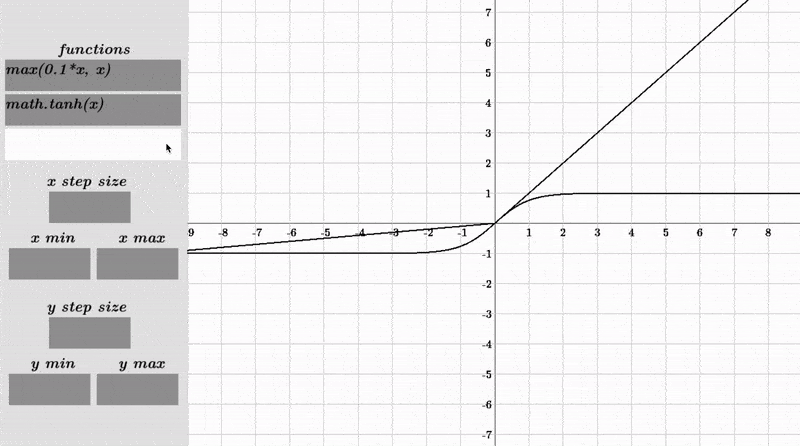 functions
max(0.1*x, x)
math.tanh(x)
x step size
x min x max
y step size
y min y max
7
6
5
4
3
2
1
9 -8 -7 -6 -5 -4 -3 -2 -1 1 2 3 4 5 6 7 8
-1
-2
-3
-4
-5
-6
-7